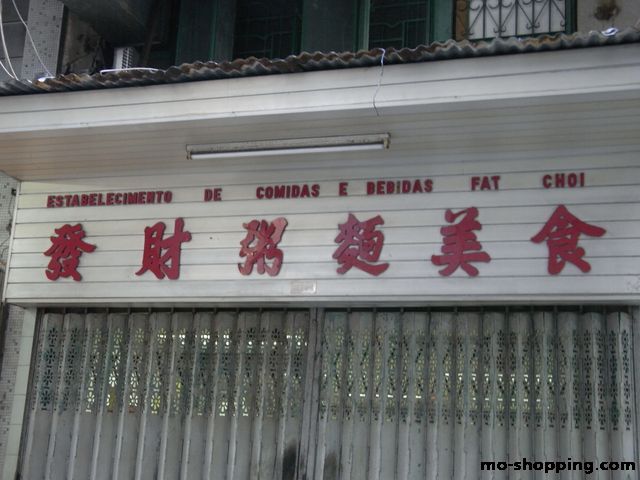 ESTABELECIMENTO DE COMIDAS E BEBIDAS FAT CHOI
發財粥麵美食
mo-shopping.com